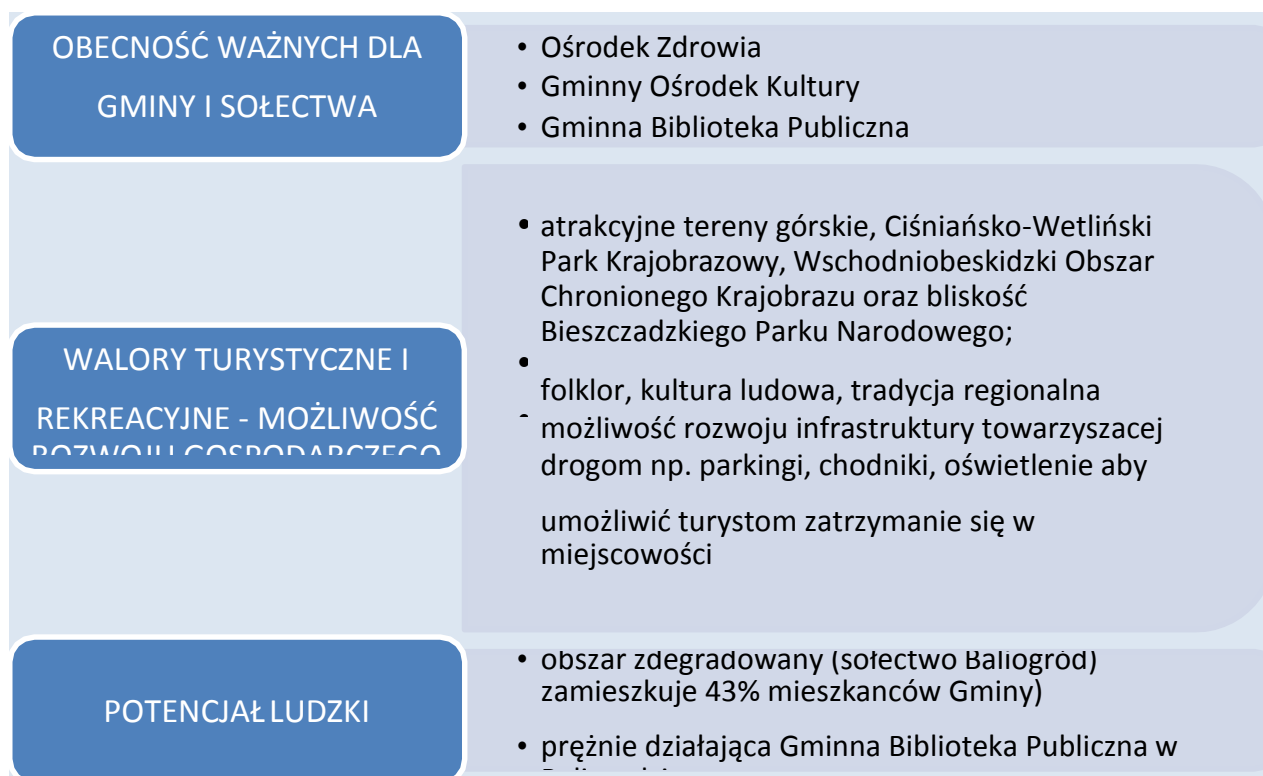 OBECNOŚĆ WAŻNYCH DLA
GMINY I SOŁECTWA
• Ośrodek Zdrowia
• Gminny Ośrodek Kultury
• Gminna Biblioteka Publiczna
WALORY TURYSTYCZNE I
REKREACYJNE - MOŻLIWOŚĆ
ROZWOJU GOSPODARCZEGO
• atrakcyjne tereny górskie, Ciśniańsko-Wetliński
Park Krajobrazowy, Wschodniobeskidzki Obszar
Chronionego Krajobrazu oraz bliskość
Bieszczadzkiego Parku Narodowego;
•
folklor, kultura ludowa, tradycja regionalna
• możliwość rozwoju infrastruktury towarzyszacej
drogom np. parkingi, chodniki, oświetlenie aby
umożliwić turystom zatrzymanie się w
miejscowości
POTENCJAŁ LUDZKI
• obszar zdegradowany (sołectwo Baligród)
zamieszkuje 43% mieszkanców Gminy)
• prężnie działająca Gminna Biblioteka Publiczna w